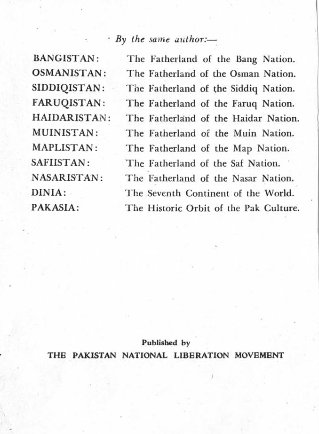 By the same author:—
BANGISTAN: The Fatherland of the Bang Nation.
OSMANISTAN: The Fatherland of the Osman Nation.
SIDDIQISTAN: The Fatherland of the Siddiq Nation.
FARUQISTAN: The Fatherland of the Faruq Nation.
HAIDARISTAN: The Fatherland of the Haidar Nation.
MUINISTAN: The Fatherland of the Muin Nation.
MAPLISTAN: The Fatherland of the Map Nation.
SAFIISTAN: The Fatherland of the Saf Nation.
NASARISTAN: The Fatherland of the Nasar Nation.
DINIA: The Seventh Continent of the World.
PAKASIA: The Historic Orbit of the Pak Culture.
Published by
THE PAKISTAN NATIONAL LIBERATION MOVEMENT